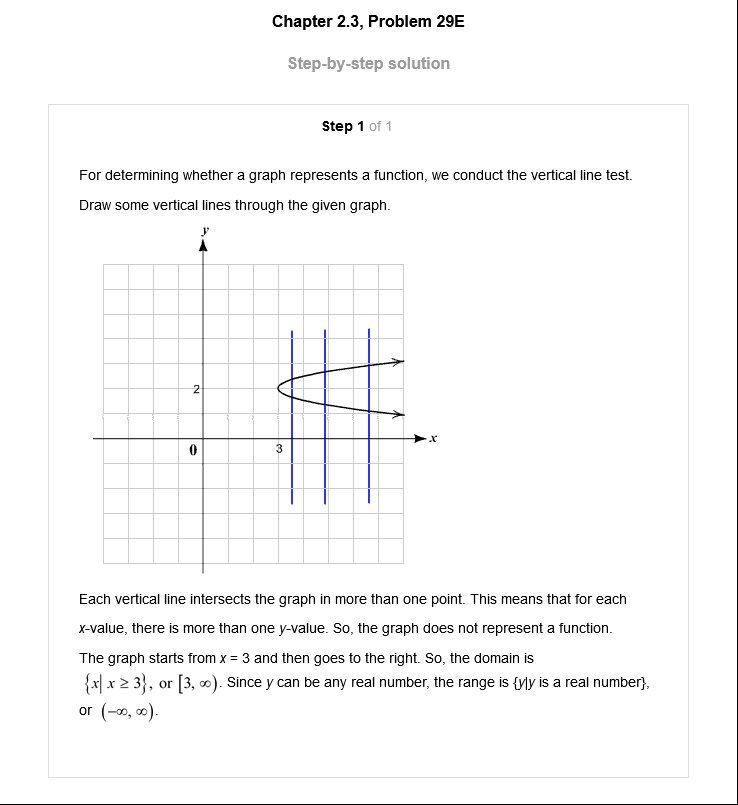 Chapter 2.3, Problem 29E
Step-by-step solution
Step 1 of 1
For determining whether a graph represents a function, we conduct the vertical line test.
Draw some vertical lines through the given graph.
y
2
x
0
3
Each vertical line intersects the graph in more than one point. This means that for each
x-value, there is more than one y-value. So, the graph does not represent a function.
The graph starts from x = 3 and then goes to the right. So, the domain is
{x| x ≥ 3}, or [3, ∞). Since y can be any real number, the range is {y|y is a real number},
or (−∞, ∞).